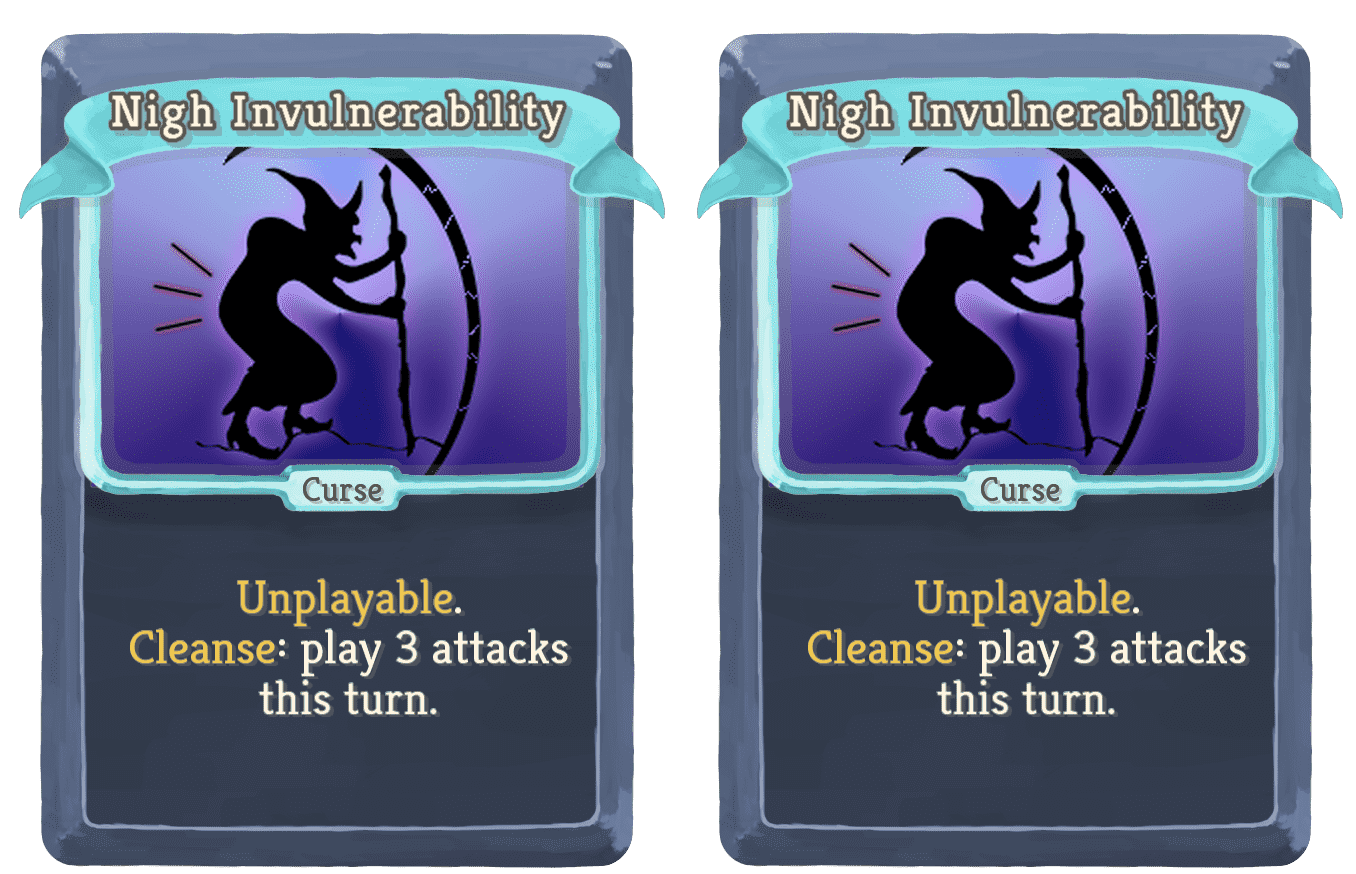 Nigh Invulnerability
Curse
Unplayable.
Cleanse: play 3 attacks
this turn.
Nigh Invulnerability
Curse
Unplayable.
Cleanse: play 3 attacks
this turn.